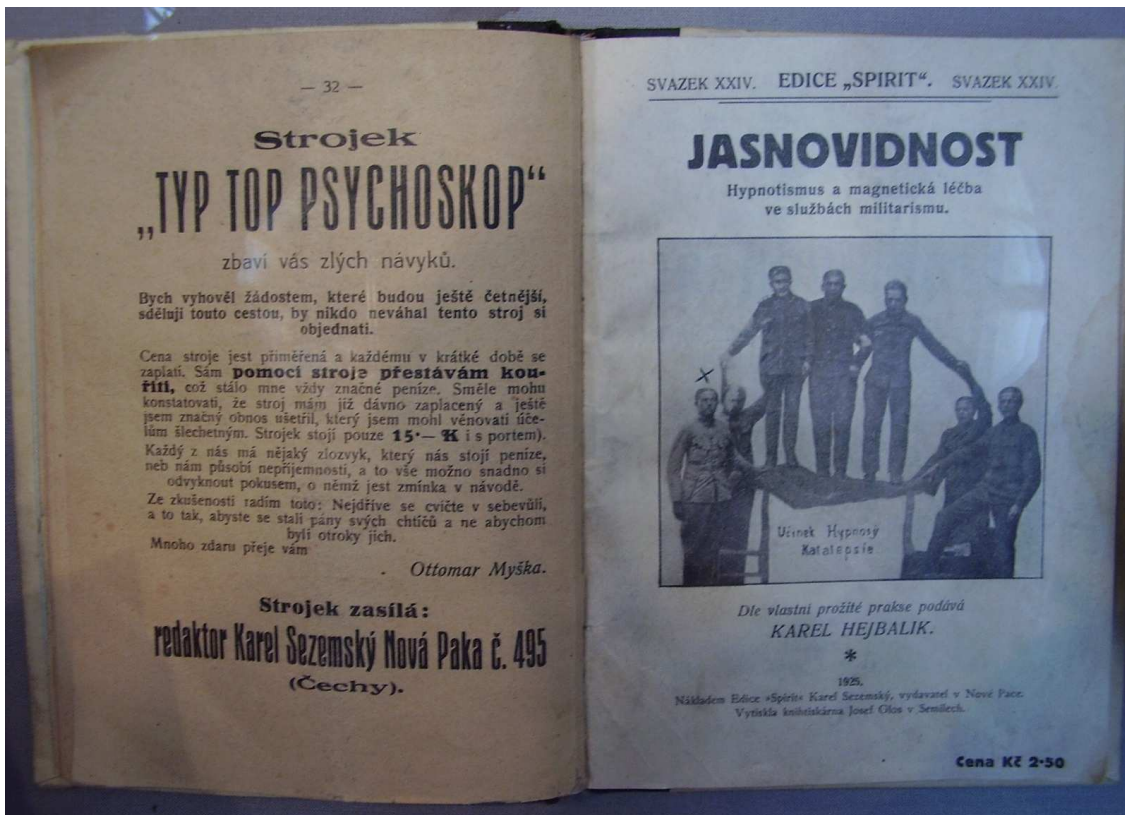 — 32 —
Strojek
„TYP TOP PSYCHOSKOP“
zbaví vás zlých návyků.
Bych vyhověl žádostem, které budou ještě četnější,
sděluji touto cestou, by nikdo neváhal tento stroj si
objednati.
Cena stroje jest přiměřená a každému v krátké době se
zaplatí. Sám pomocí stroje přestávám kou-
řiti, což stálo mne vždy značné peníze. Směle mohu
konstatovati, že stroj mám již dávno zaplacený a ještě
jsem značný obnos ušetřil, který jsem mohl věnovati úče-
lům šlechetným. Strojek stojí pouze 15·— K i s portem).
Každý z nás má nějaký zlozvyk, který nás stojí peníze,
neb nám působí nepříjemnosti, a to vše možno snadno si
odvyknout pokusem, o němž jest zmínka v návodě.
Ze zkušenosti radím toto: Nejdříve se cvičte v sebevůli,
a to tak, abyste se stali pány svých chtíčů a ne abychom
byli otroky jich.
Mnoho zdaru přeje vám
Ottomar Myška.
Strojek zasílá:
redaktor Karel Sezemský Nová Paka č. 495
(Čechy).
SVAZEK XXIV. EDICE „SPIRIT“. SVAZEK XXIV.
JASNOVIDNOST
Hypnotismus a magnetická léčba
ve službách militarismu.
Učinek Hypnosy
Katalepsie
Dle vlastní prožité prakse podává
KAREL HEJBALIK.
*
1925.
Nákladem Edice »Spirit« Karel Sezemský, vydavatel v Nové Pace.
Vytiskla knihtiskárna Josef Glos v Semilech.
Cena Kč 2·50